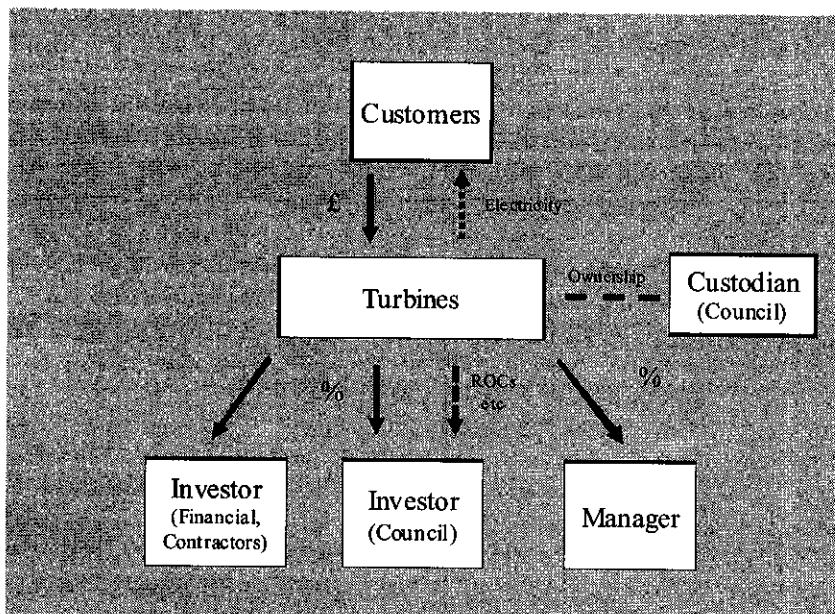 Customers
£
Electricity
Turbines
Ownership
Custodian
(Council)
%
ROCs
etc
%
Investor
(Financial,
Contractors)
Investor
(Council)
Manager